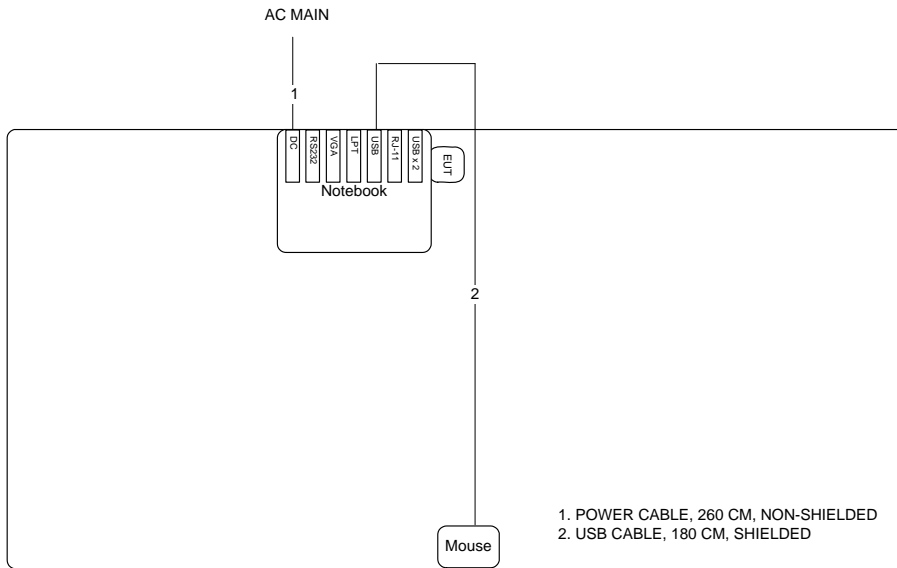 AC MAIN
1
DC
RS232
VGA
LPT
USB
RJ-11
USB x 2
EUT
Notebook
2
Mouse
1. POWER CABLE, 260 CM, NON-SHIELDED
2. USB CABLE, 180 CM, SHIELDED